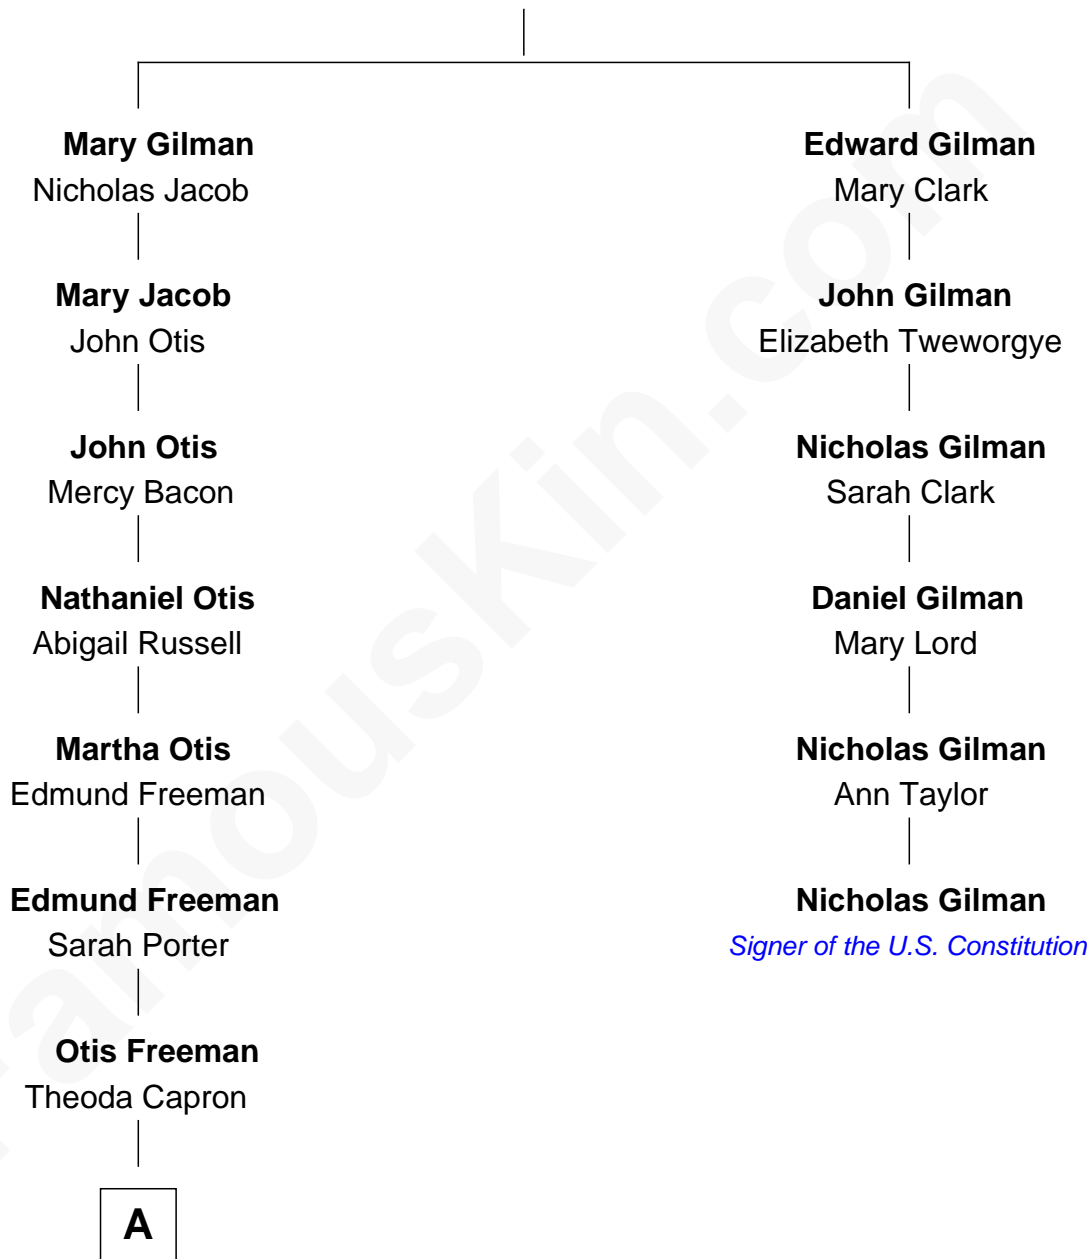 Mary Gilman
Nicholas Jacob
Mary Jacob
John Otis
John Otis
Mercy Bacon
Nathaniel Otis
Abigail Russell
Martha Otis
Edmund Freeman
Edmund Freeman
Sarah Porter
Otis Freeman
Theoda Capron
A
Edward Gilman
Mary Clark
John Gilman
Elizabeth Tweworgye
Nicholas Gilman
Sarah Clark
Daniel Gilman
Mary Lord
Nicholas Gilman
Ann Taylor
Nicholas Gilman
Signer of the U.S. Constitution
FamousKin.com